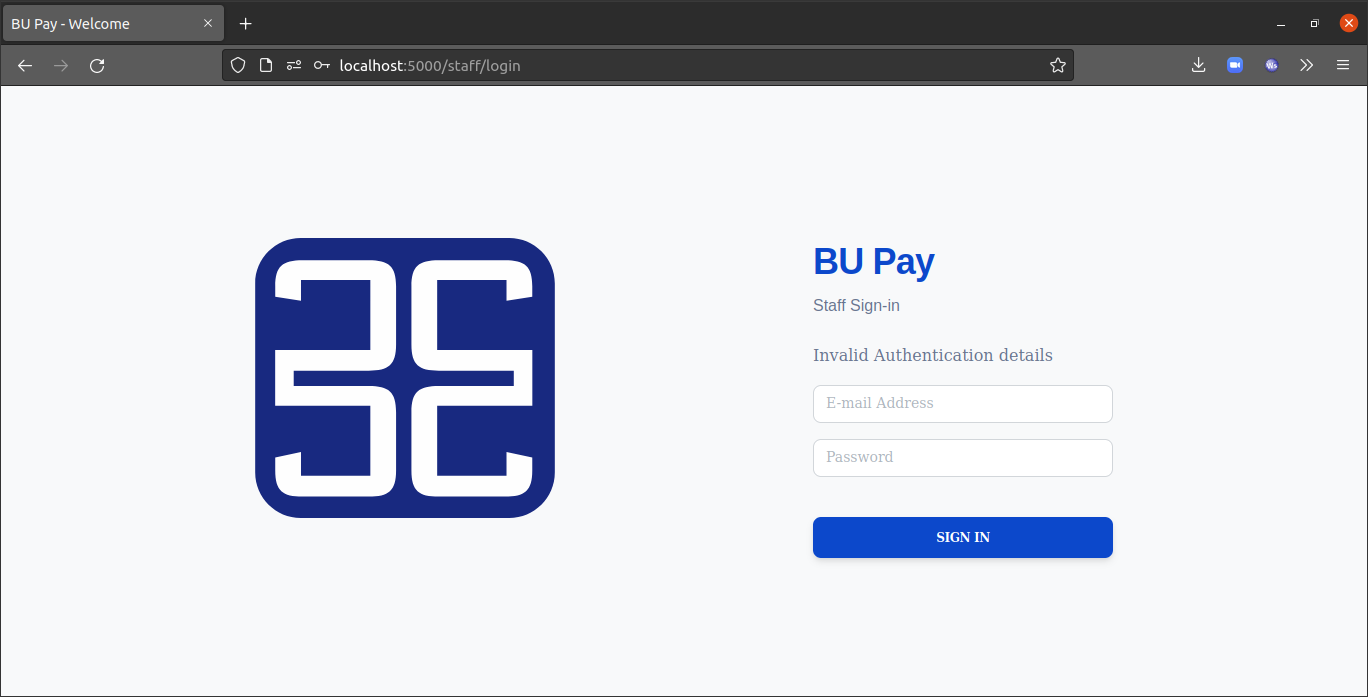 BU Pay - Welcome
localhost:5000/staff/login
Ws
BU Pay
Staff Sign-in
Invalid Authentication details
E-mail Address
Password
SIGN IN